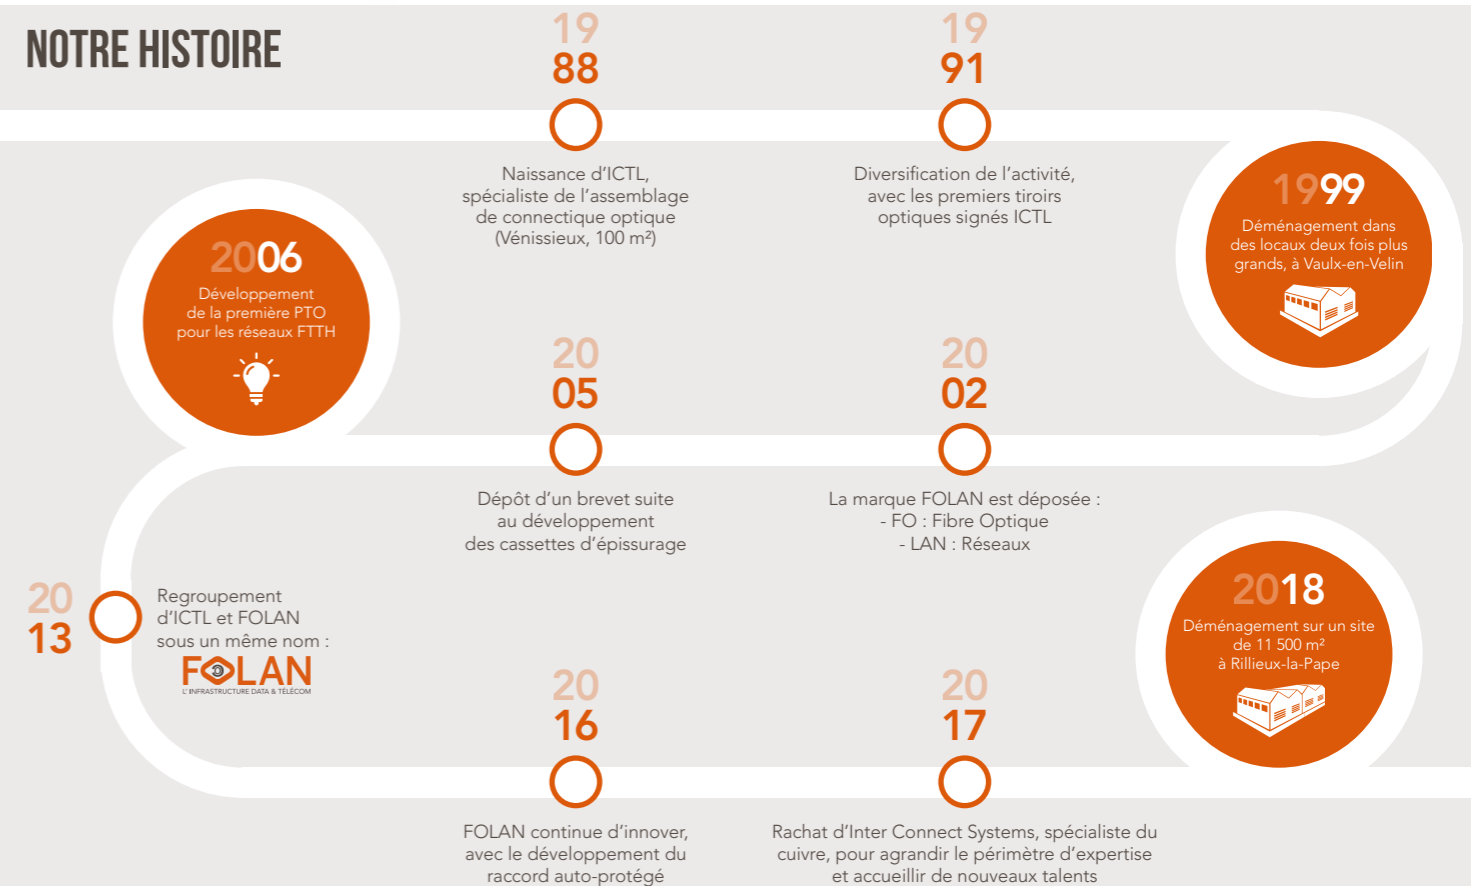 NOTRE HISTOIRE
19
88
Naissance d’ICTL,
spécialiste de l’assemblage
de connectique optique
(Vénissieux, 100 m²)
19
91
Diversification de l’activité,
avec les premiers tiroirs
optiques signés ICTL
1999
Déménagement dans
des locaux deux fois plus
grands, à Vaulx-en-Velin
20
02
La marque FOLAN est déposée :
- FO : Fibre Optique
- LAN : Réseaux
20
05
Dépôt d’un brevet suite
au développement
des cassettes d’épissurage
2006
Développement
de la première PTO
pour les réseaux FTTH
20
13
Regroupement
d’ICTL et FOLAN
sous un même nom :
FOLAN
L’ INFRASTRUCTURE DATA & TÉLÉCOM
20
16
FOLAN continue d’innover,
avec le développement du
raccord auto-protégé
20
17
Rachat d’Inter Connect Systems, spécialiste du
cuivre, pour agrandir le périmètre d’expertise
et accueillir de nouveaux talents
2018
Déménagement sur un site
de 11 500 m²
à Rillieux-la-Pape